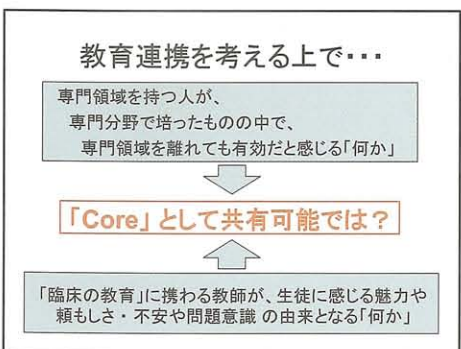 教育連携を考える上で･･･
専門領域を持つ人が、
専門分野で培ったものの中で、
専門領域を離れても有効だと感じる「何か」
「Core」として共有可能では？
「臨床の教育」に携わる教師が、生徒に感じる魅力や
頼もしさ・不安や問題意識 の由来となる「何か」